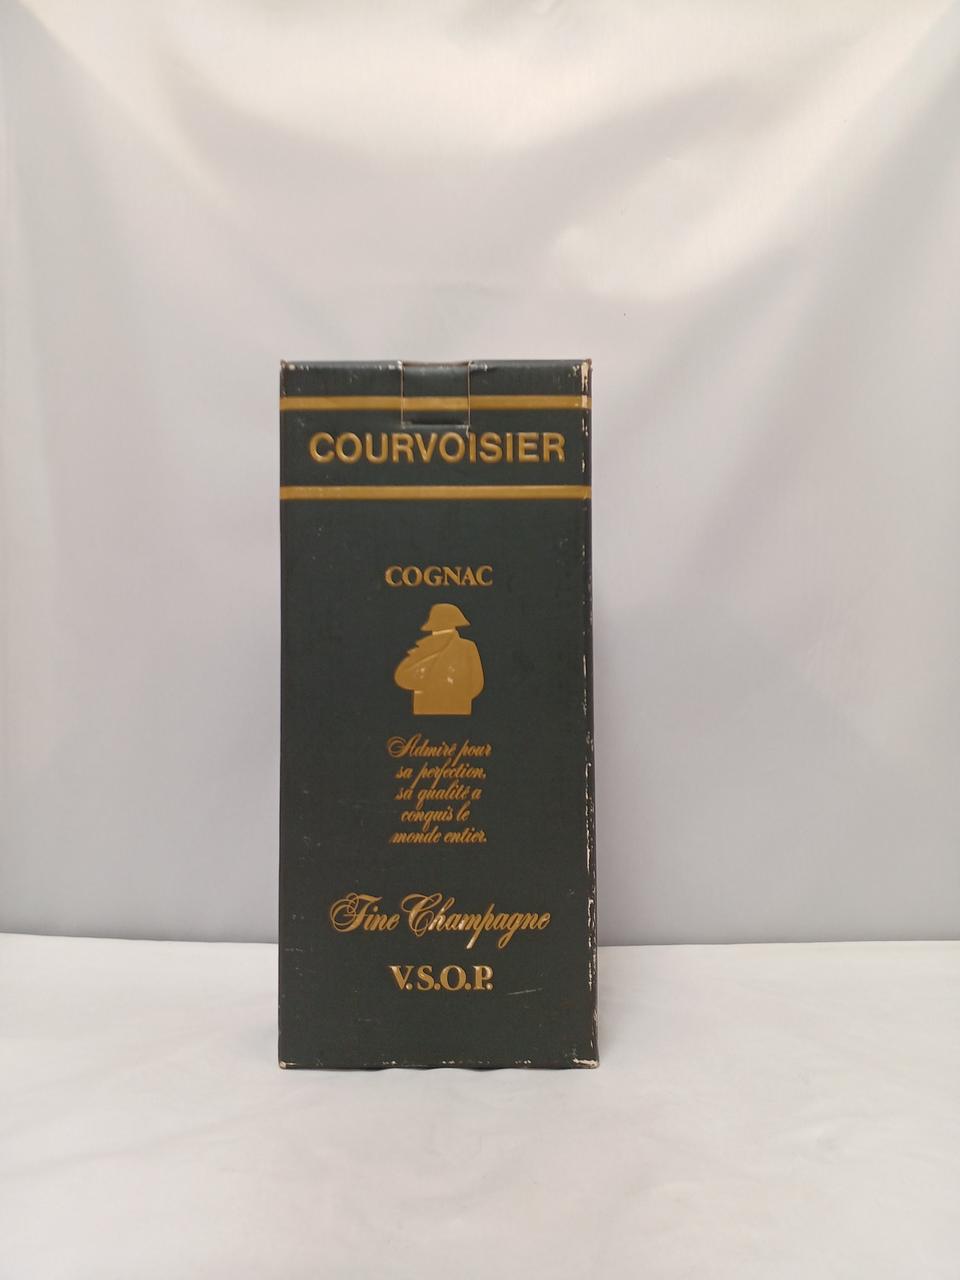 COURVOISIER
COGNAC
Admiré pour
sa perfection,
sa qualité a
conquis le
monde entier.
Fine Champagne
V.S.O.P.